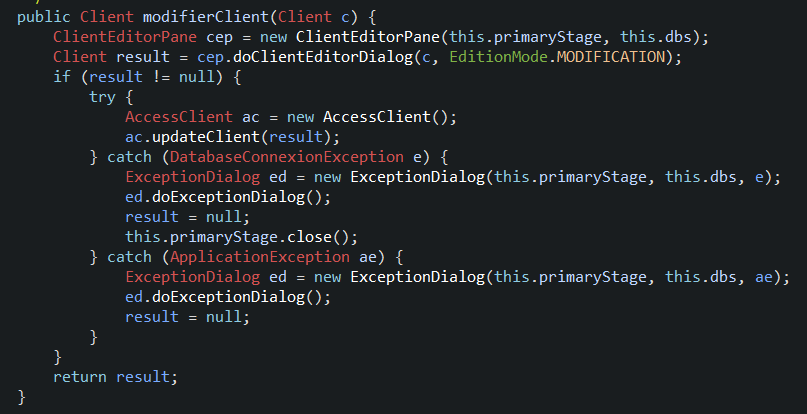 public Client modifierClient(Client c) {
    ClientEditorPane cep = new ClientEditorPane(this.primaryStage, this.dbs);
    Client result = cep.doClientEditorDialog(c, EditionMode.MODIFICATION);
    if (result != null) {
        try {
            AccessClient ac = new AccessClient();
            ac.updateClient(result);
        } catch (DatabaseConnexionException e) {
            ExceptionDialog ed = new ExceptionDialog(this.primaryStage, this.dbs, e);
            ed.doExceptionDialog();
            result = null;
            this.primaryStage.close();
        } catch (ApplicationException ae) {
            ExceptionDialog ed = new ExceptionDialog(this.primaryStage, this.dbs, ae);
            ed.doExceptionDialog();
            result = null;
        }
    }
    return result;
}